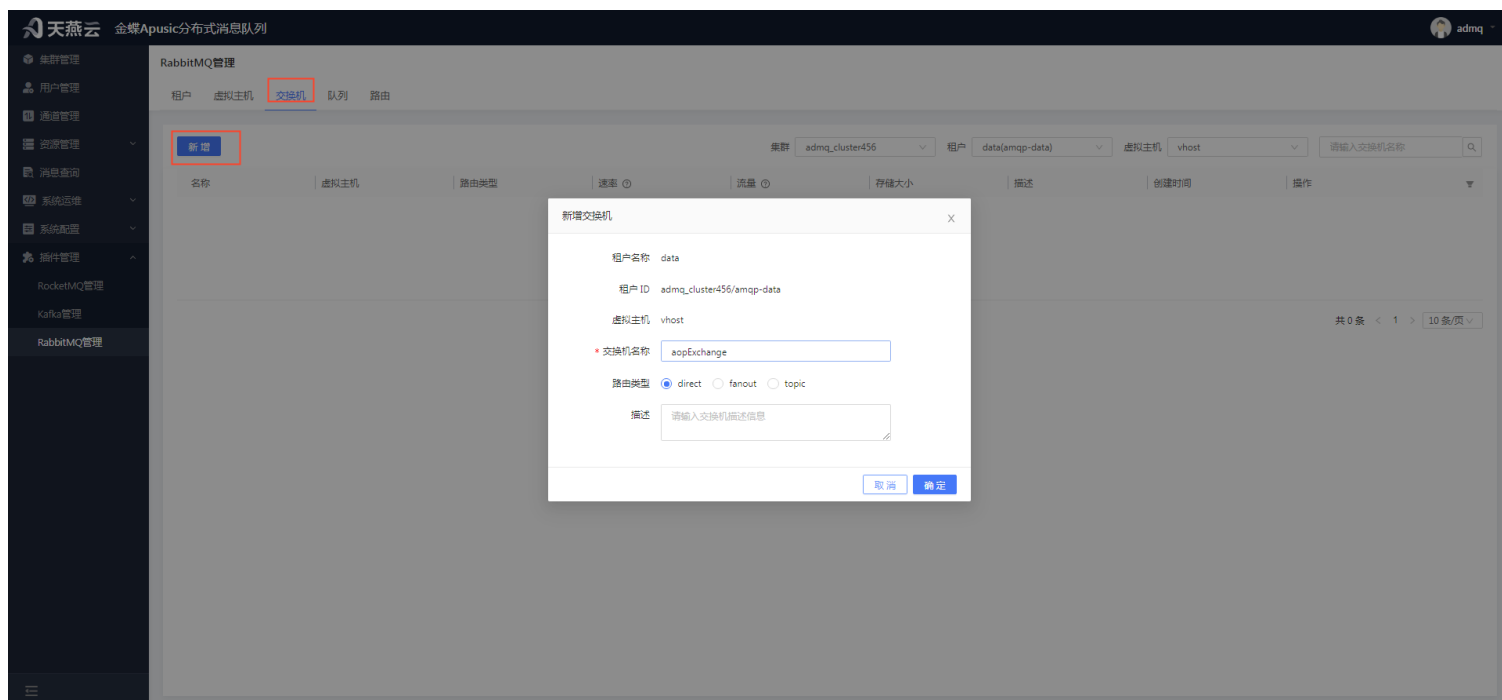 天燕云 金蝶Apusic分布式消息队列
admq
集群管理
用户管理
通道管理
资源管理
消息查询
系统运维
系统配置
插件管理
RocketMQ管理
Kafka管理
RabbitMQ管理
RabbitMQ管理
租户 虚拟主机 交换机 队列 路由
新增 集群 admq_cluster456 租户 data(amqp-data) 虚拟主机 vhost 请输入交换机名称
名称 虚拟主机 路由类型 速率 流量 存储大小 描述 创建时间 操作
新增交换机 X
租户名称 data
租户 ID admq_cluster456/amqp-data
虚拟主机 vhost
* 交换机名称 aopExchange
路由类型 direct fanout topic
描述 请输入交换机描述信息
取消 确定
共 0 条 < 1 > 10 条/页